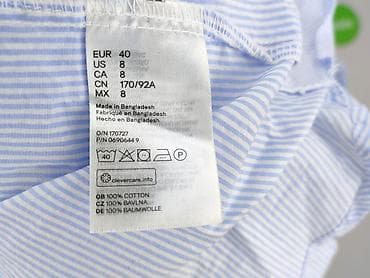 EUR 40
US 8
CA 8
CN 170/92A
MX 8
Made in Bangladesh
Fabriqué en Bangladesh
Hecho en Bangladesh
O/N 170727
P/N 0690644 9
40 P
clevercare.info
GB 100% COTTON
CZ 100% BAVLNA
DE 100% BAUMWOLLE